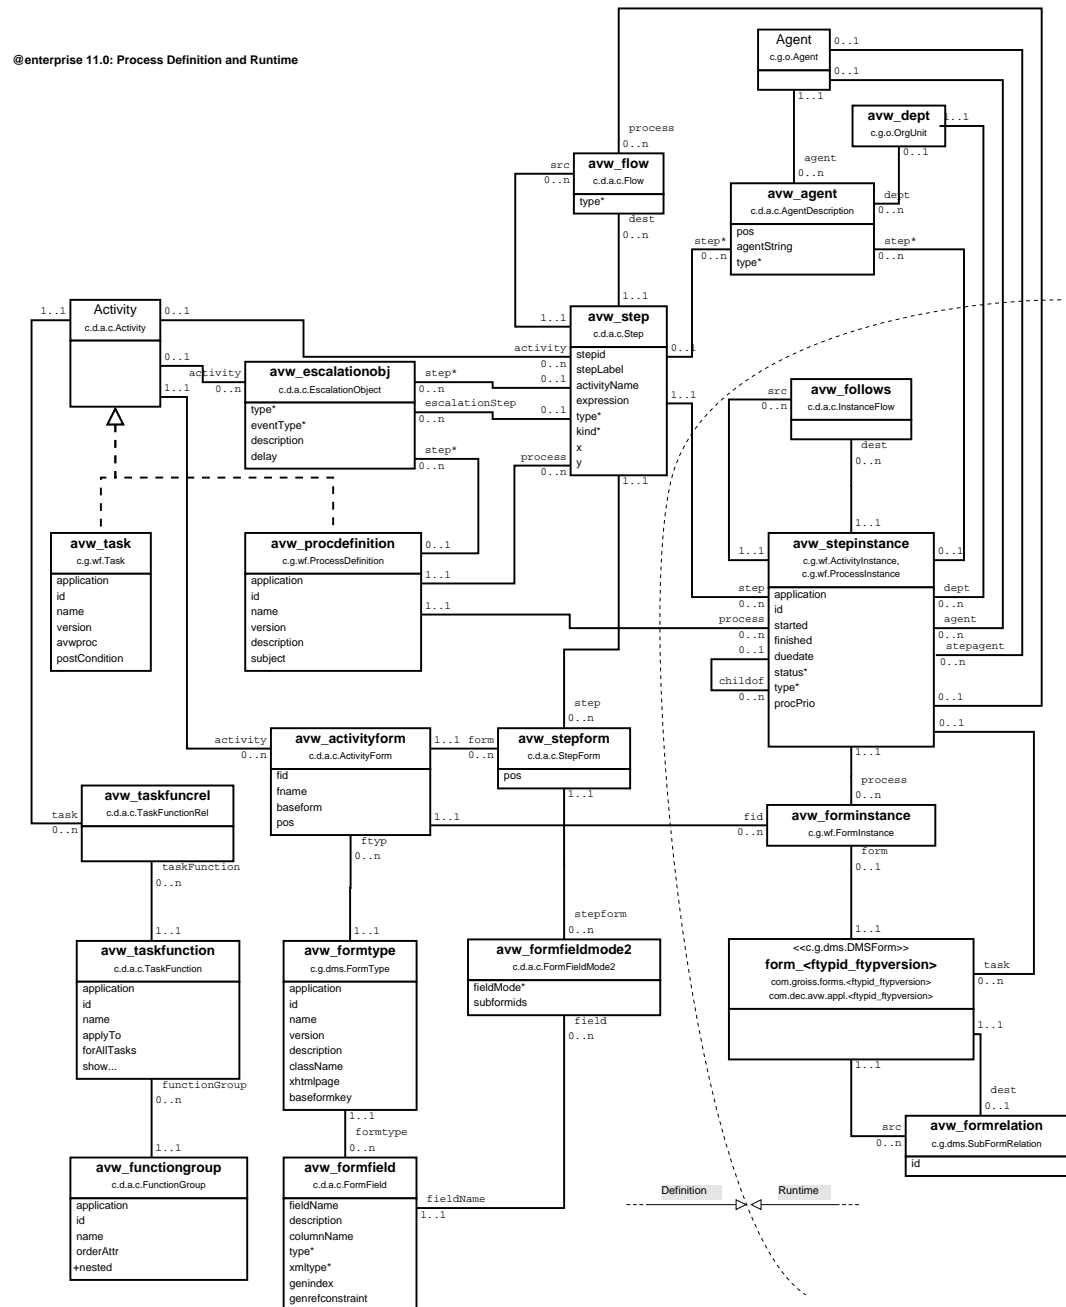 @enterprise 11.0: Process Definition and Runtime
Agent
c.g.o.Agent
0..1
0..1
1..1
avw_dept
c.g.o.OrgUnit
1..1
0..1
process
0..n
avw_flow
c.d.a.c.Flow
type*
src
0..n
dest
0..n
agent
0..n
avw_agent
c.d.a.c.AgentDescription
pos
agentString
type*
dept
0..n
step*
0..n
step*
0..n
1..1
Activity
c.d.a.c.Activity
0..1
0..1
1..1
1..1
1..1
avw_step
c.d.a.c.Step
stepid
stepLabel
activityName
expression
type*
kind*
x
y
activity
0..n
0..1
0..1
0..1
1..1
process
0..n
1..1
activity
0..n
avw_escalationobj
c.d.a.c.EscalationObject
type*
eventType*
description
delay
step*
0..n
escalationStep
0..n
step*
0..n
src
0..n
avw_follows
c.d.a.c.InstanceFlow
dest
0..n
avw_task
c.g.wf.Task
application
id
name
version
avwproc
postCondition
avw_procdefinition
c.g.wf.ProcessDefinition
application
id
name
version
description
subject
0..1
1..1
1..1
1..1
1..1
avw_stepinstance
c.g.wf.ActivityInstance,
c.g.wf.ProcessInstance
application
id
started
finished
duedate
status*
type*
procPrio
step
0..n
process
0..n
0..1
childof
0..n
0..1
dept
0..n
agent
0..n
stepagent
0..n
0..1
0..1
1..1
activity
0..n
avw_activityform
c.d.a.c.ActivityForm
fid
fname
baseform
pos
1..1
form
0..n
step
0..n
avw_stepform
c.d.a.c.StepForm
pos
1..1
1..1
fid
0..n
process
0..n
avw_forminstance
c.g.wf.FormInstance
form
0..1
task
0..n
avw_taskfuncrel
c.d.a.c.TaskFunctionRel
taskFunction
0..n
ftyp
0..n
1..1
avw_taskfunction
c.d.a.c.TaskFunction
application
id
name
applyTo
forAllTasks
show...
functionGroup
0..n
1..1
avw_formtype
c.g.dms.FormType
application
id
name
version
description
className
xhtmlpage
baseformkey
1..1
formtype
0..n
stepform
0..n
avw_formfieldmode2
c.d.a.c.FormFieldMode2
fieldMode*
subformids
field
0..n
1..1
<<c.g.dms.DMSForm>>
form_<ftypid_ftypversion>
com.groiss.forms.<ftypid_ftypversion>
com.dec.avw.appl.<ftypid_ftypversion>
task
0..n
1..1
1..1
dest
0..1
src
0..n
avw_formrelation
c.g.dms.SubFormRelation
id
1..1
avw_functiongroup
c.d.a.c.FunctionGroup
application
id
name
orderAttr
+nested
avw_formfield
c.d.a.c.FormField
fieldName
description
columnName
type*
xmltype*
genindex
genrefconstraint
fieldName
1..1
Definition
Runtime